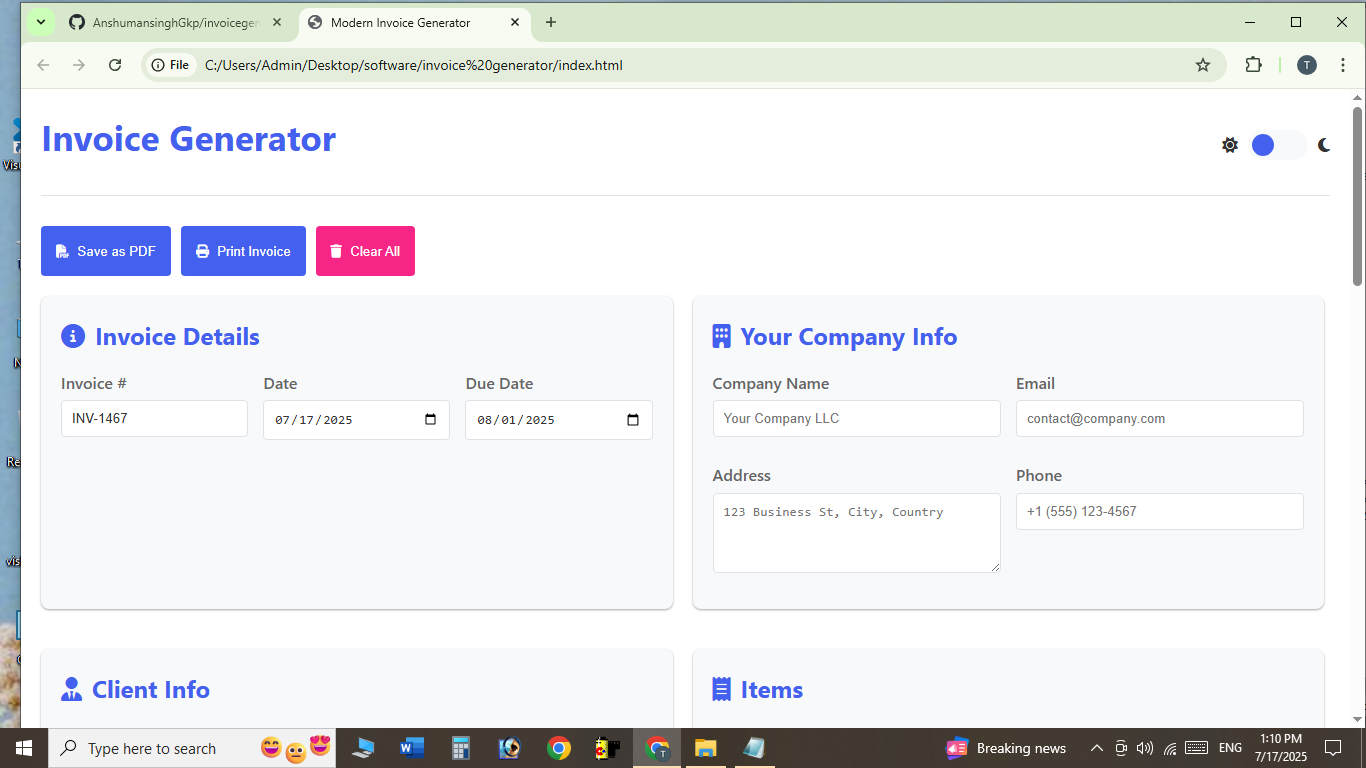 AnshumansinghGkp/invoicegen
Modern Invoice Generator
File
C:/Users/Admin/Desktop/software/invoice%20generator/index.html
T
Invoice Generator
Save as PDF
Print Invoice
Clear All
Invoice Details
Invoice #
Date
Due Date
INV-1467
07/17/2025
08/01/2025
Your Company Info
Company Name
Email
Your Company LLC
contact@company.com
Address
Phone
123 Business St, City, Country
+1 (555) 123-4567
Client Info
Items
Type here to search
Breaking news
ENG
1:10 PM
7/17/2025